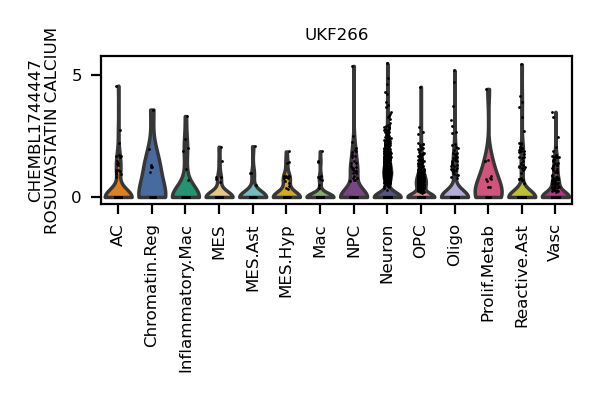 UKF266
CHEMBL1744447
ROSUVASTATIN CALCIUM
5
0
AC
Chromatin.Reg
Inflammatory.Mac
MES
MES.Ast
MES.Hyp
Mac
NPC
Neuron
OPC
Oligo
Prolif.Metab
Reactive.Ast
Vasc